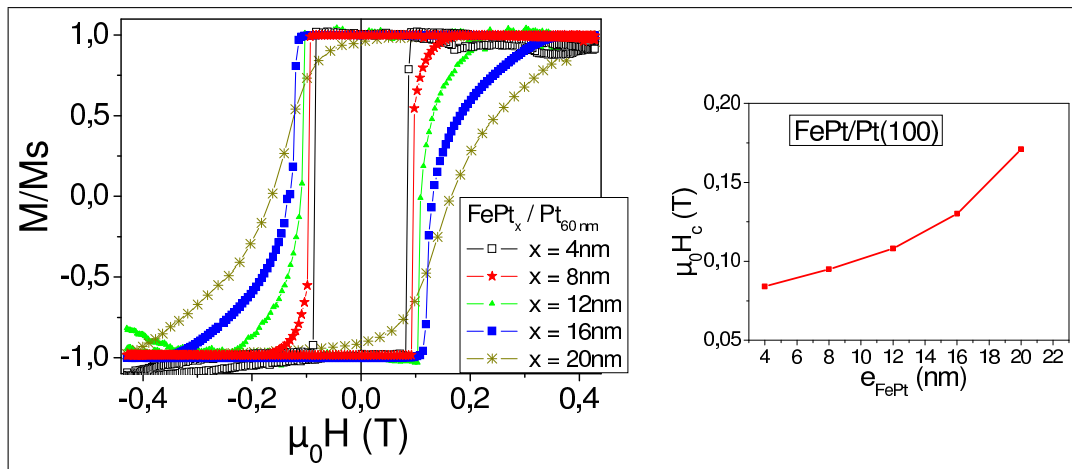 1,0
0,5
0,0
-0,5
-1,0
M/Ms
-0,4 -0,2 0,0 0,2 0,4
μ0H (T)
FePtx / Pt60 nm
x = 4nm
x = 8nm
x = 12nm
x = 16nm
x = 20nm
0,20
0,15
0,10
0,05
μ0Hc (T)
FePt/Pt(100)
4 6 8 10 12 14 16 18 20 22
eFePt (nm)